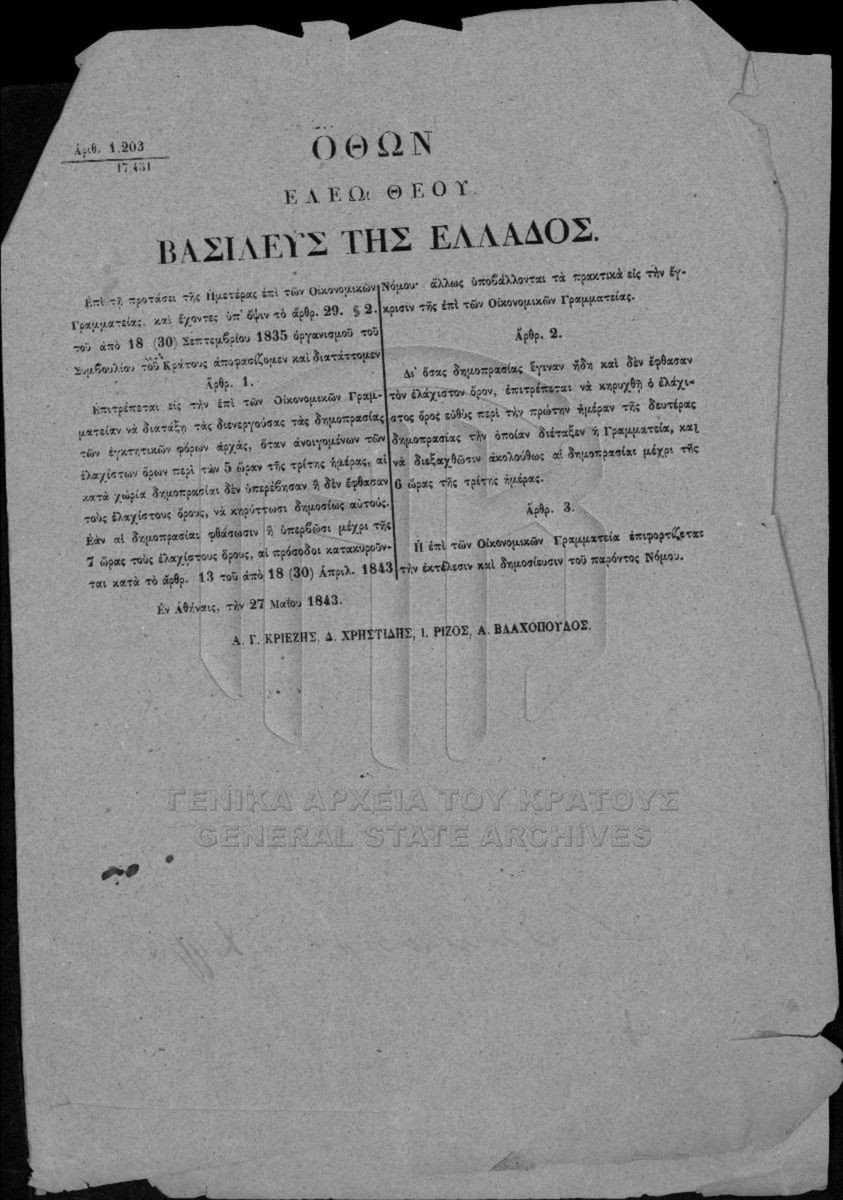 Ἀριθ. 1,203
17,431
ΟΘΩΝ
ΕΛΕΩι ΘΕΟΥ
ΒΑΣΙΛΕΥΣ ΤΗΣ ΕΛΛΑΔΟΣ.
Ἐπὶ τῇ προτάσει τῆς Ἡμετέρας ἐπὶ τῶν Οἰκονομικῶν
Γραμματείας, καὶ ἔχοντες ὑπ' ὄψιν τὸ ἄρθρ. 29. § 2.
τοῦ ἀπὸ 18 (30) Σεπτεμβρίου 1835 ὀργανισμοῦ τοῦ
Συμβουλίου τοῦ Κράτους ἀποφασίζομεν καὶ διατάττομεν
Ἄρθρ. 1.
Ἐπιτρέπεται εἰς τὴν ἐπὶ τῶν Οἰκονομικῶν Γραμ-
ματείαν νὰ διατάξῃ τὰς διενεργούσας τὰς δημοπρασίας
τῶν ἐγκτητικῶν φόρων ἀρχὰς, ὅταν ἀνοιγομένων τῶν
ἐλαχίστων ὅρων περὶ τὴν 5 ὥραν τῆς τρίτης ἡμέρας, αἱ
κατὰ χωρία δημοπρασίαι δὲν ὑπερέβησαν ἢ δὲν ἔφθασαν
τοὺς ἐλαχίστους ὅρους, νὰ κηρύττωσι δημοσίως αὐτούς.
Ἐὰν αἱ δημοπρασίαι φθάσωσιν ἢ ὑπερβῶσι μέχρι τῆς
7 ὥρας τοὺς ἐλαχίστους ὅρους, αἱ πρόσοδοι κατακυροῦν-
ται κατὰ τὸ ἄρθρ. 13 τοῦ ἀπὸ 18 (30) Ἀπριλ. 1843
Νόμου· ἄλλως ὑποβάλλονται τὰ πρακτικὰ εἰς τὴν ἔγ-
κρισιν τῆς ἐπὶ τῶν Οἰκονομικῶν Γραμματείας.
Ἄρθρ. 2.
Δι' ὅσας δημοπρασίας ἔγιναν ἤδη καὶ δὲν ἔφθασαν
τὸν ἐλάχιστον ὅρον, ἐπιτρέπεται νὰ κηρυχθῇ ὁ ἐλάχι-
στος ὅρος εὐθὺς περὶ τὴν πρώτην ἡμέραν τῆς δευτέρας
δημοπρασίας τὴν ὁποίαν διέταξεν ἡ Γραμματεία, καὶ
νὰ διεξαχθῶσιν ἀκολούθως αἱ δημοπρασίαι μέχρι τῆς
6 ὥρας τῆς τρίτης ἡμέρας.
Ἄρθρ. 3.
Ἡ ἐπὶ τῶν Οἰκονομικῶν Γραμματεία ἐπιφορτίζεται
τὴν ἐκτέλεσιν καὶ δημοσίευσιν τοῦ παρόντος Νόμου.
Ἐν Ἀθήναις, τὴν 27 Μαΐου 1843.
Α. Γ. ΚΡΙΕΖΗΣ, Δ. ΧΡΗΣΤΙΔΗΣ, Ι. ΡΙΖΟΣ, Α. ΒΛΑΧΟΠΟΥΛΟΣ.
ΓΕΝΙΚΑ ΑΡΧΕΙΑ ΤΟΥ ΚΡΑΤΟΥΣ
GENERAL STATE ARCHIVES